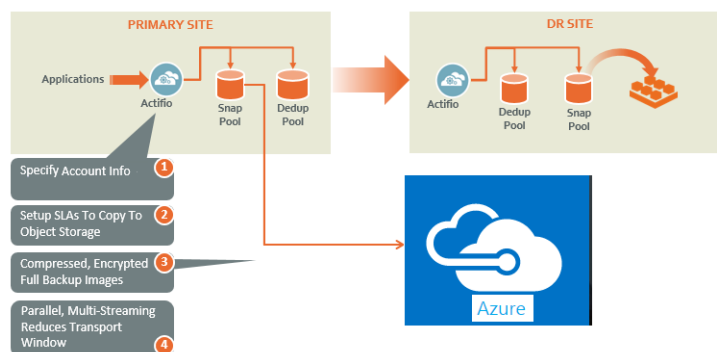 PRIMARY SITE
Applications
Actifio
Snap
Pool
Dedup
Pool
DR SITE
Actifio
Dedup
Pool
Snap
Pool
Specify Account Info
1
Setup SLAs To Copy To
Object Storage
2
Compressed, Encrypted
Full Backup Images
3
Parallel, Multi-Streaming
Reduces Transport
Window
4
Azure